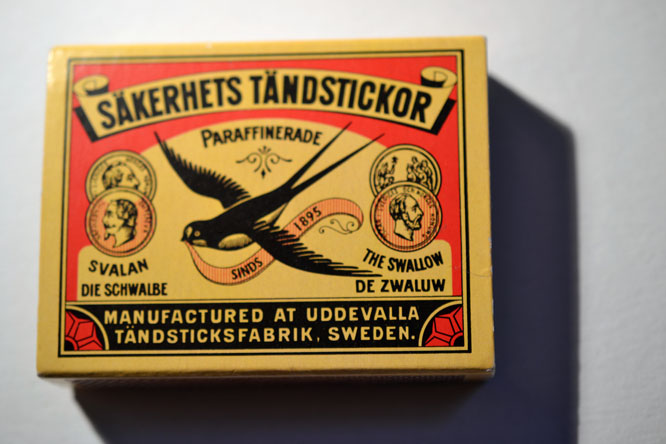 SÄKERHETS TÄNDSTICKOR
PARAFFINERADE
SINDS 1895
SVALAN
DIE SCHWALBE
THE SWALLOW
DE ZWALUW
MANUFACTURED AT UDDEVALLA
TÄNDSTICKSFABRIK, SWEDEN.